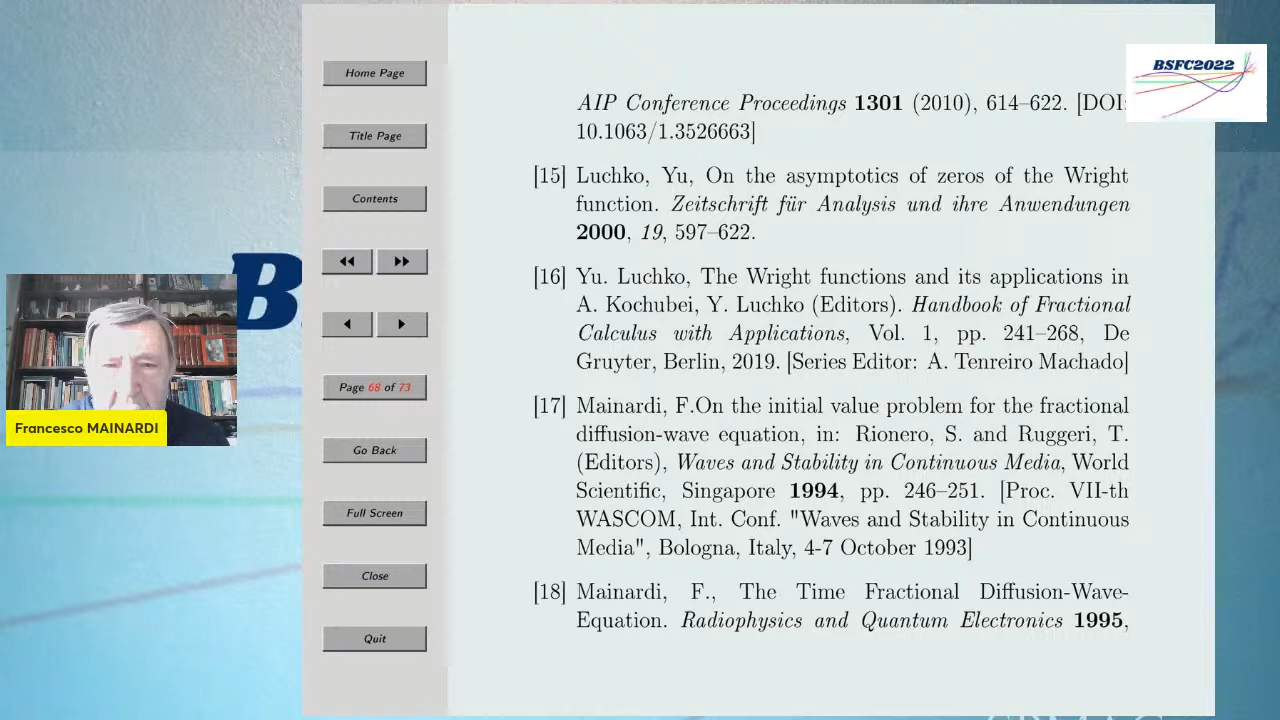 Home Page
Title Page
Contents
Page 68 of 73
Go Back
Full Screen
Close
Quit
AIP Conference Proceedings 1301 (2010), 614–622. [DOI:
10.1063/1.3526663]
[15] Luchko, Yu, On the asymptotics of zeros of the Wright
function. Zeitschrift für Analysis und ihre Anwendungen
2000, 19, 597–622.
[16] Yu. Luchko, The Wright functions and its applications in
A. Kochubei, Y. Luchko (Editors). Handbook of Fractional
Calculus with Applications, Vol. 1, pp. 241–268, De
Gruyter, Berlin, 2019. [Series Editor: A. Tenreiro Machado]
[17] Mainardi, F.On the initial value problem for the fractional
diffusion-wave equation, in: Rionero, S. and Ruggeri, T.
(Editors), Waves and Stability in Continuous Media, World
Scientific, Singapore 1994, pp. 246–251. [Proc. VII-th
WASCOM, Int. Conf. "Waves and Stability in Continuous
Media", Bologna, Italy, 4-7 October 1993]
[18] Mainardi, F., The Time Fractional Diffusion-Wave-
Equation. Radiophysics and Quantum Electronics 1995,
BSFC2022
Francesco MAINARDI